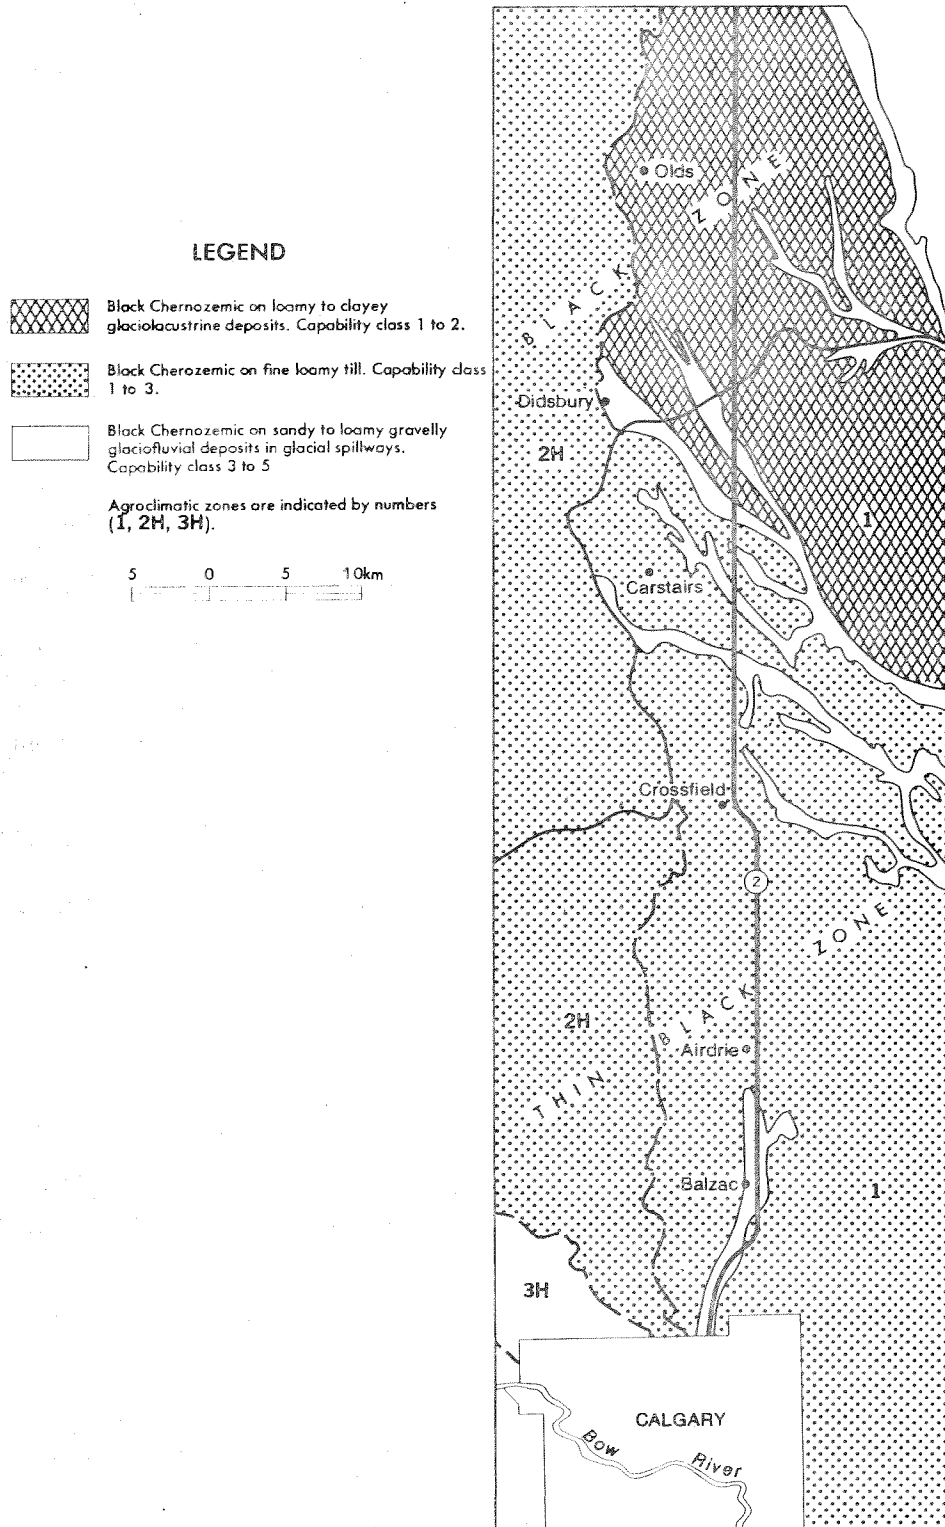 LEGEND
Black Chernozemic on loamy to clayey
glaciolacustrine deposits. Capability class 1 to 2.
Black Cherozemic on fine loamy till. Capability class
1 to 3.
Black Chernozemic on sandy to loamy gravelly
glaciofluvial deposits in glacial spillways.
Capability class 3 to 5
Agroclimatic zones are indicated by numbers
(1, 2H, 3H).
5 0 5 10km
Olds
BLACK ZONE
Didsbury
2H
1
Carstairs
Crossfield
2
THIN BLACK ZONE
2H
Airdrie
Balzac
1
3H
CALGARY
Bow River